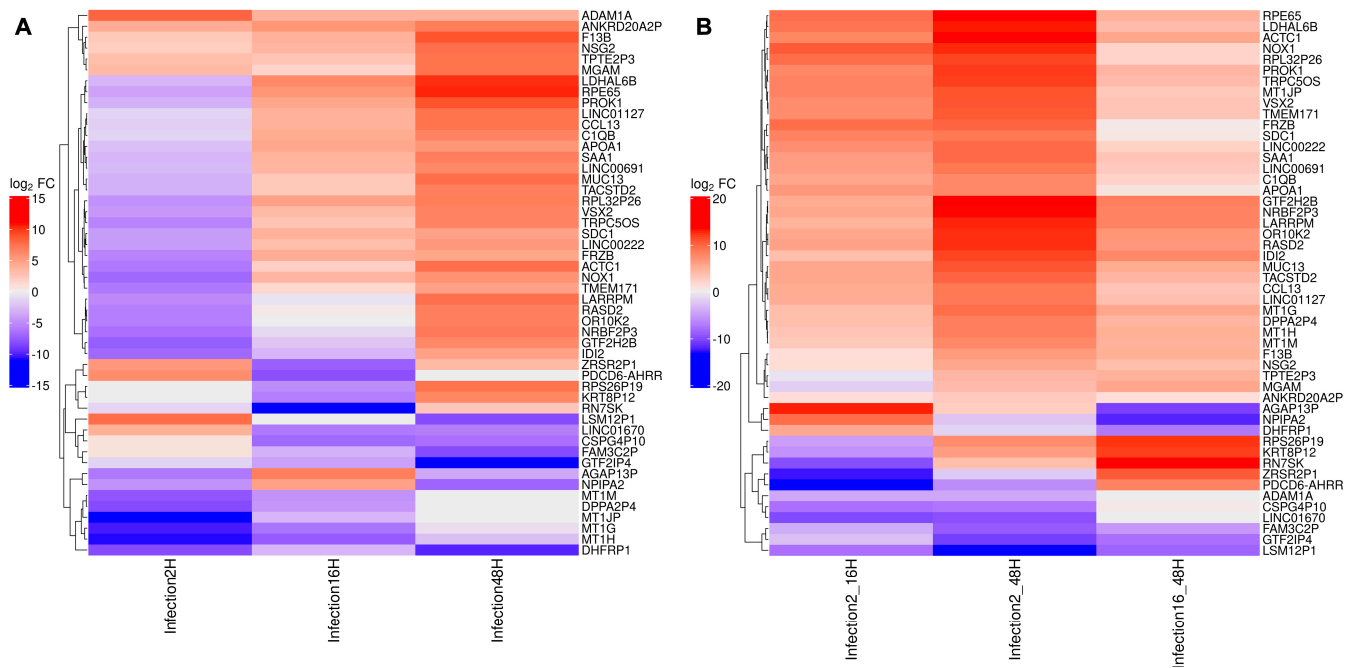 A
log2 FC
15
10
5
0
-5
-10
-15
ADAM1A
ANKRD20A2P
F13B
NSG2
TPTE2P3
MGAM
LDHAL6B
RPE65
PROK1
LINC01127
CCL13
C1QB
APOA1
SAA1
LINC00691
MUC13
TACSTD2
RPL32P26
VSX2
TRPC5OS
SDC1
LINC00222
FRZB
ACTC1
NOX1
TMEM171
LARRPM
RASD2
OR10K2
NRBF2P3
GTF2H2B
IDI2
ZRSR2P1
PDCD6-AHRR
RPS26P19
KRT8P12
RN7SK
LSM12P1
LINC01670
CSPG4P10
FAM3C2P
GTF2IP4
AGAP13P
NPIPA2
MT1M
DPPA2P4
MT1JP
MT1G
MT1H
DHFRP1
Infection2H
Infection16H
Infection48H
B
log2 FC
20
10
0
-10
-20
RPE65
LDHAL6B
ACTC1
NOX1
RPL32P26
PROK1
TRPC5OS
MT1JP
VSX2
TMEM171
FRZB
SDC1
LINC00222
SAA1
LINC00691
C1QB
APOA1
GTF2H2B
NRBF2P3
LARRPM
OR10K2
RASD2
IDI2
MUC13
TACSTD2
CCL13
LINC01127
MT1G
DPPA2P4
MT1H
MT1M
F13B
NSG2
TPTE2P3
MGAM
ANKRD20A2P
AGAP13P
NPIPA2
DHFRP1
RPS26P19
KRT8P12
RN7SK
ZRSR2P1
PDCD6-AHRR
ADAM1A
CSPG4P10
LINC01670
FAM3C2P
GTF2IP4
LSM12P1
Infection2_16H
Infection2_48H
Infection16_48H